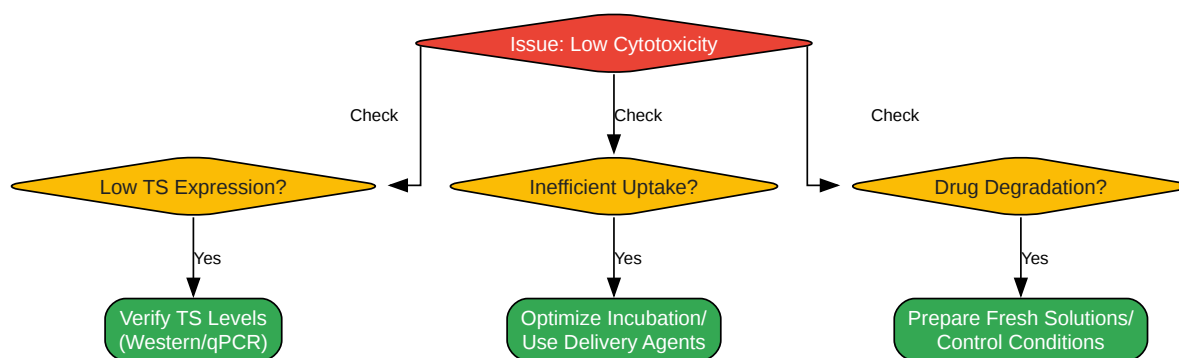 Issue: Low Cytotoxicity
Check
Check
Check
Low TS Expression?
Inefficient Uptake?
Drug Degradation?
Yes
Yes
Yes
Verify TS Levels
(Western/qPCR)
Optimize Incubation/
Use Delivery Agents
Prepare Fresh Solutions/
Control Conditions